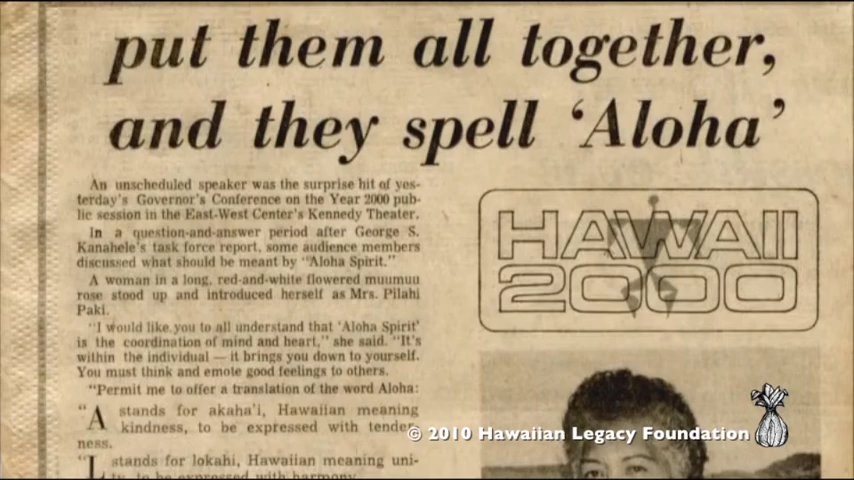 put them all together,
and they spell ‘Aloha’
An unscheduled speaker was the surprise hit of yes-
terday's Governor's Conference on the Year 2000 pub-
lic session in the East-West Center's Kennedy Theater.
In a question-and-answer period after George S.
Kanahele's task force report, some audience members
discussed what should be meant by "Aloha Spirit."
A woman in a long, red-and-white flowered muumuu
rose stood up and introduced herself as Mrs. Pilahi
Paki.
"I would like you to all understand that 'Aloha Spirit'
is the coordination of mind and heart," she said. "It's
within the individual — it brings you down to yourself.
You must think and emote good feelings to others.
"Permit me to offer a translation of the word Aloha:
"A stands for akaha'i, Hawaiian meaning
kindness, to be expressed with tender-
ness.
"L stands for lokahi, Hawaiian meaning uni-
ty, to be expressed with harmony.
HAWAII
2000
© 2010 Hawaiian Legacy Foundation